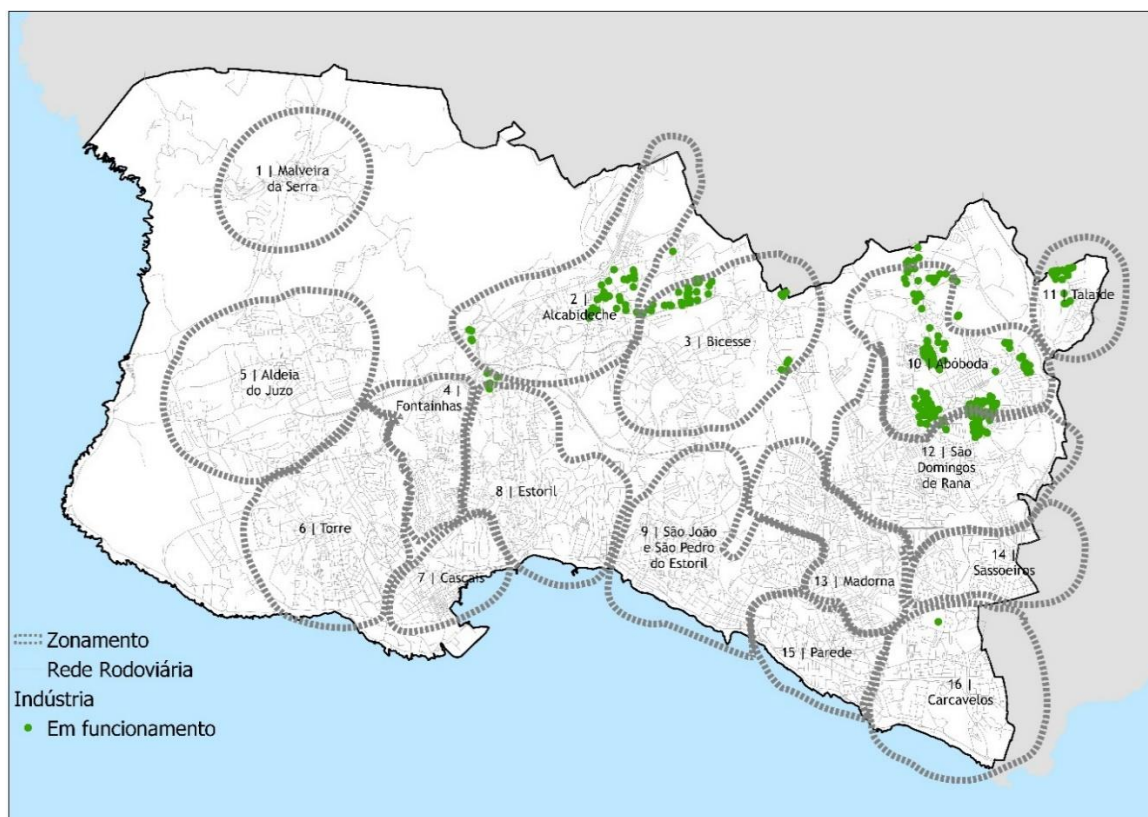 1 | Malveira
da Serra
2 |
Alcabideche
3 | Bicesse
11 | Talaíde
10 | Abóboda
5 | Aldeia
do Juzo
4 |
Fontainhas
12 | São
Domingos
de Rana
8 | Estoril
6 | Torre
9 | São João
e São Pedro
do Estoril
14 |
Sassoeiros
7 | Cascais
13 | Madorna
15 | Parede
16 |
Carcavelos
Zonamento
Rede Rodoviária
Indústria
Em funcionamento